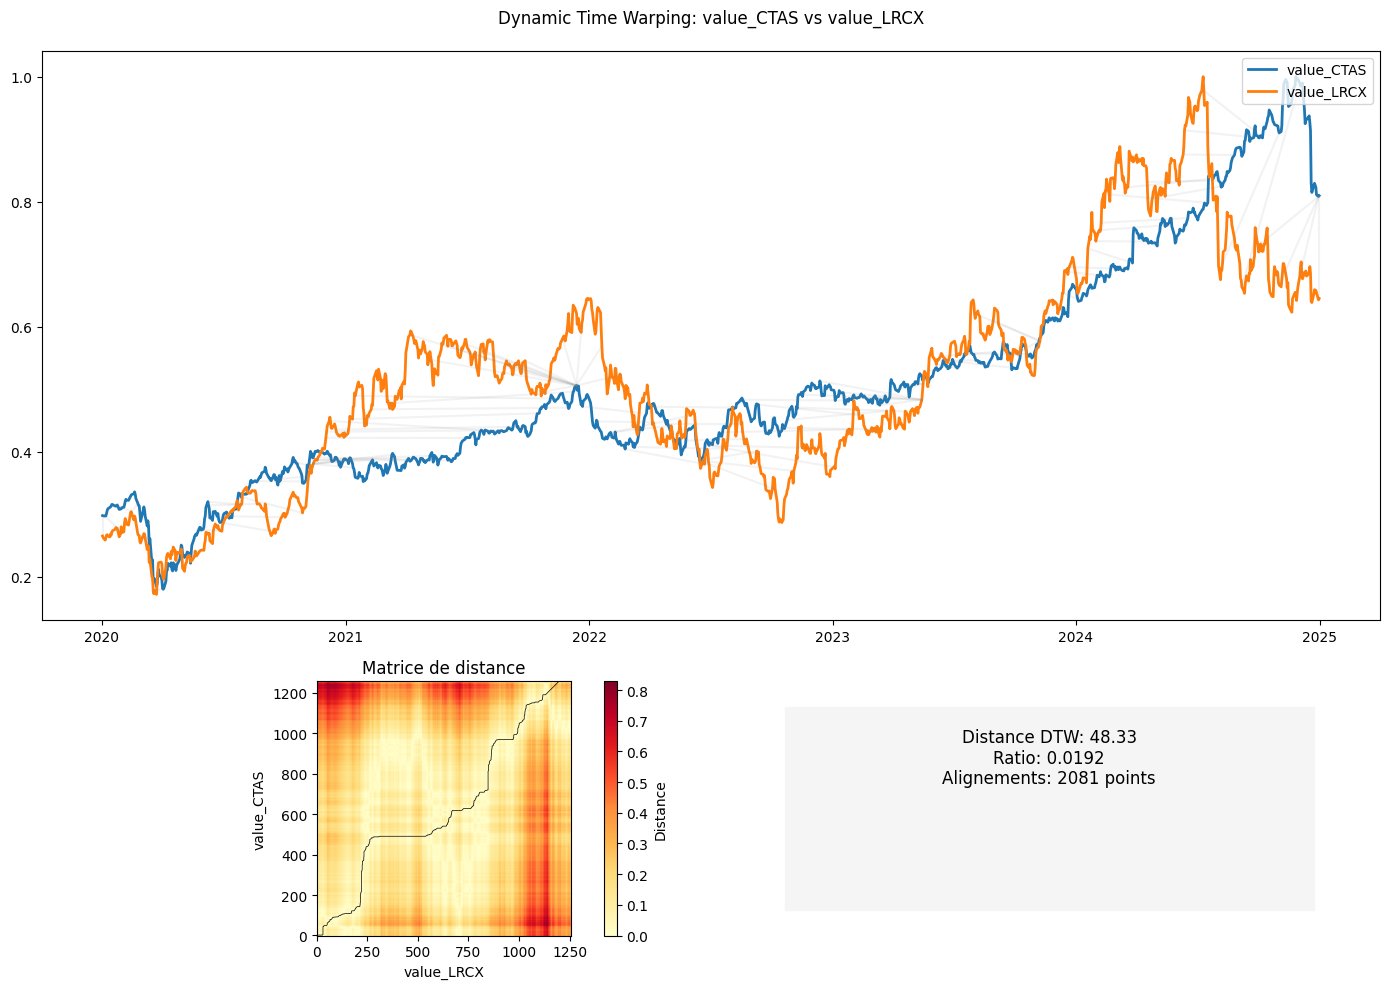 Dynamic Time Warping: value_CTAS vs value_LRCX
value_CTAS
value_LRCX
1.0
0.8
0.6
0.4
0.2
2020 2021 2022 2023 2024 2025
Matrice de distance
value_CTAS
1200
1000
800
600
400
200
0
0 250 500 750 1000 1250
value_LRCX
0.8
0.7
0.6
0.5
0.4
0.3
0.2
0.1
0.0
Distance
Distance DTW: 48.33
Ratio: 0.0192
Alignements: 2081 points